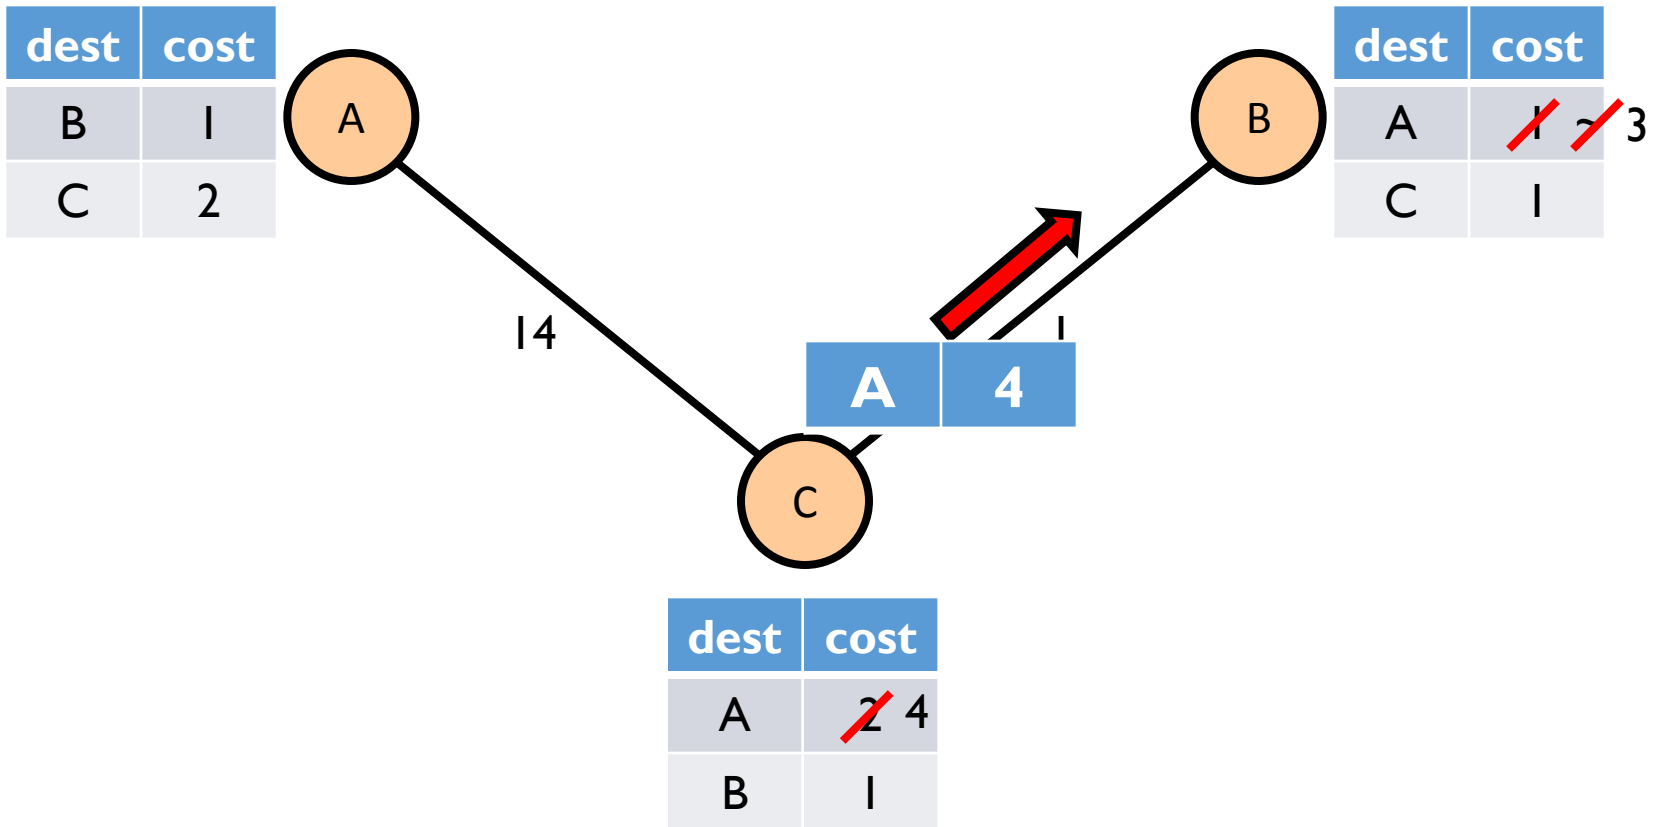 dest cost
B 1
C 2
A
B
dest cost
A 1 ~ 3
C 1
14
1
A 4
C
dest cost
A 2 4
B 1